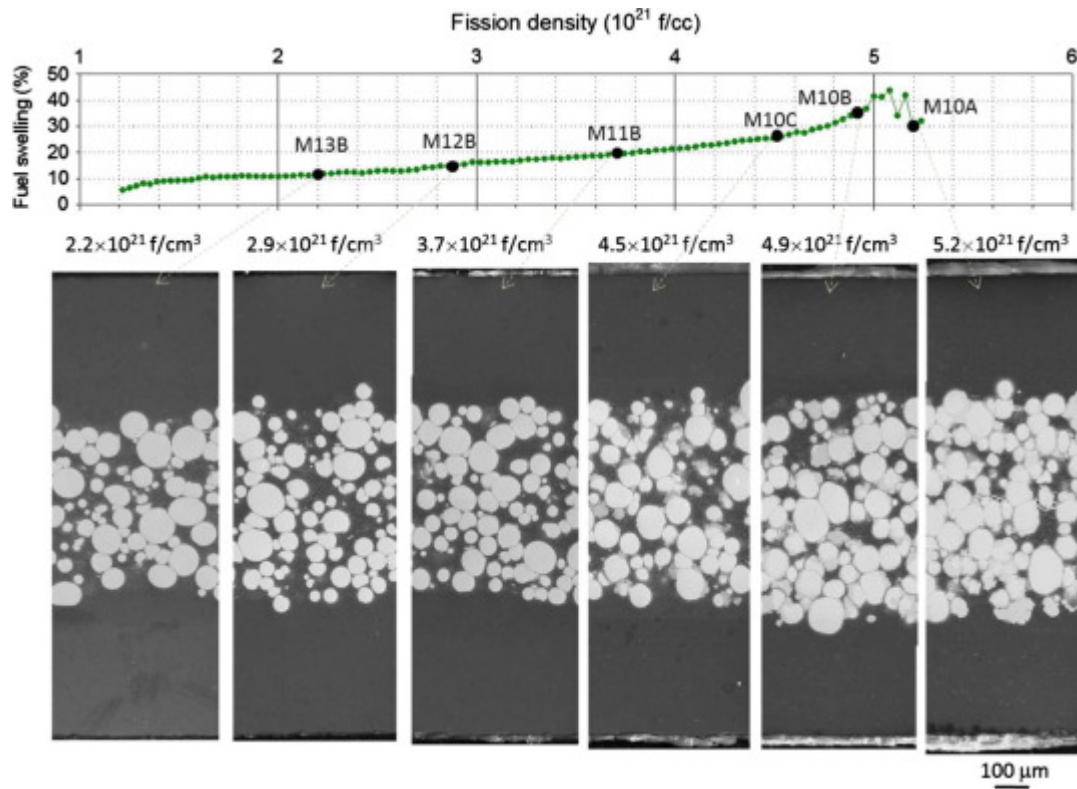 Fission density (10²¹ f/cc)
1 2 3 4 5 6
Fuel swelling (%)
50
40
30
20
10
0
M13B
M12B
M11B
M10C
M10B
M10A
2.2×10²¹ f/cm³ 2.9×10²¹ f/cm³ 3.7×10²¹ f/cm³ 4.5×10²¹ f/cm³ 4.9×10²¹ f/cm³ 5.2×10²¹ f/cm³
100 μm